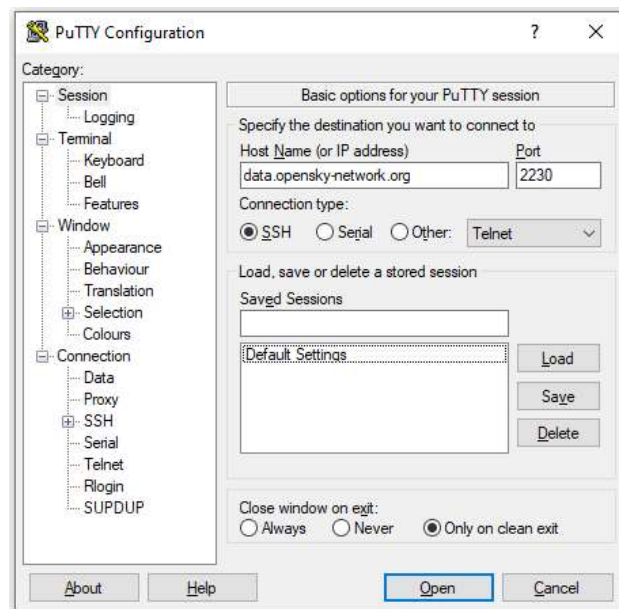 PuTTY Configuration
? ×
Category:
Session
Logging
Terminal
Keyboard
Bell
Features
Window
Appearance
Behaviour
Translation
Selection
Colours
Connection
Data
Proxy
SSH
Serial
Telnet
Rlogin
SUPDUP
Basic options for your PuTTY session
Specify the destination you want to connect to
Host Name (or IP address) Port
data.opensky-network.org 2230
Connection type:
SSH Serial Other: Telnet
Load, save or delete a stored session
Saved Sessions
Default Settings
Load
Save
Delete
Close window on exit:
Always Never Only on clean exit
About Help Open Cancel